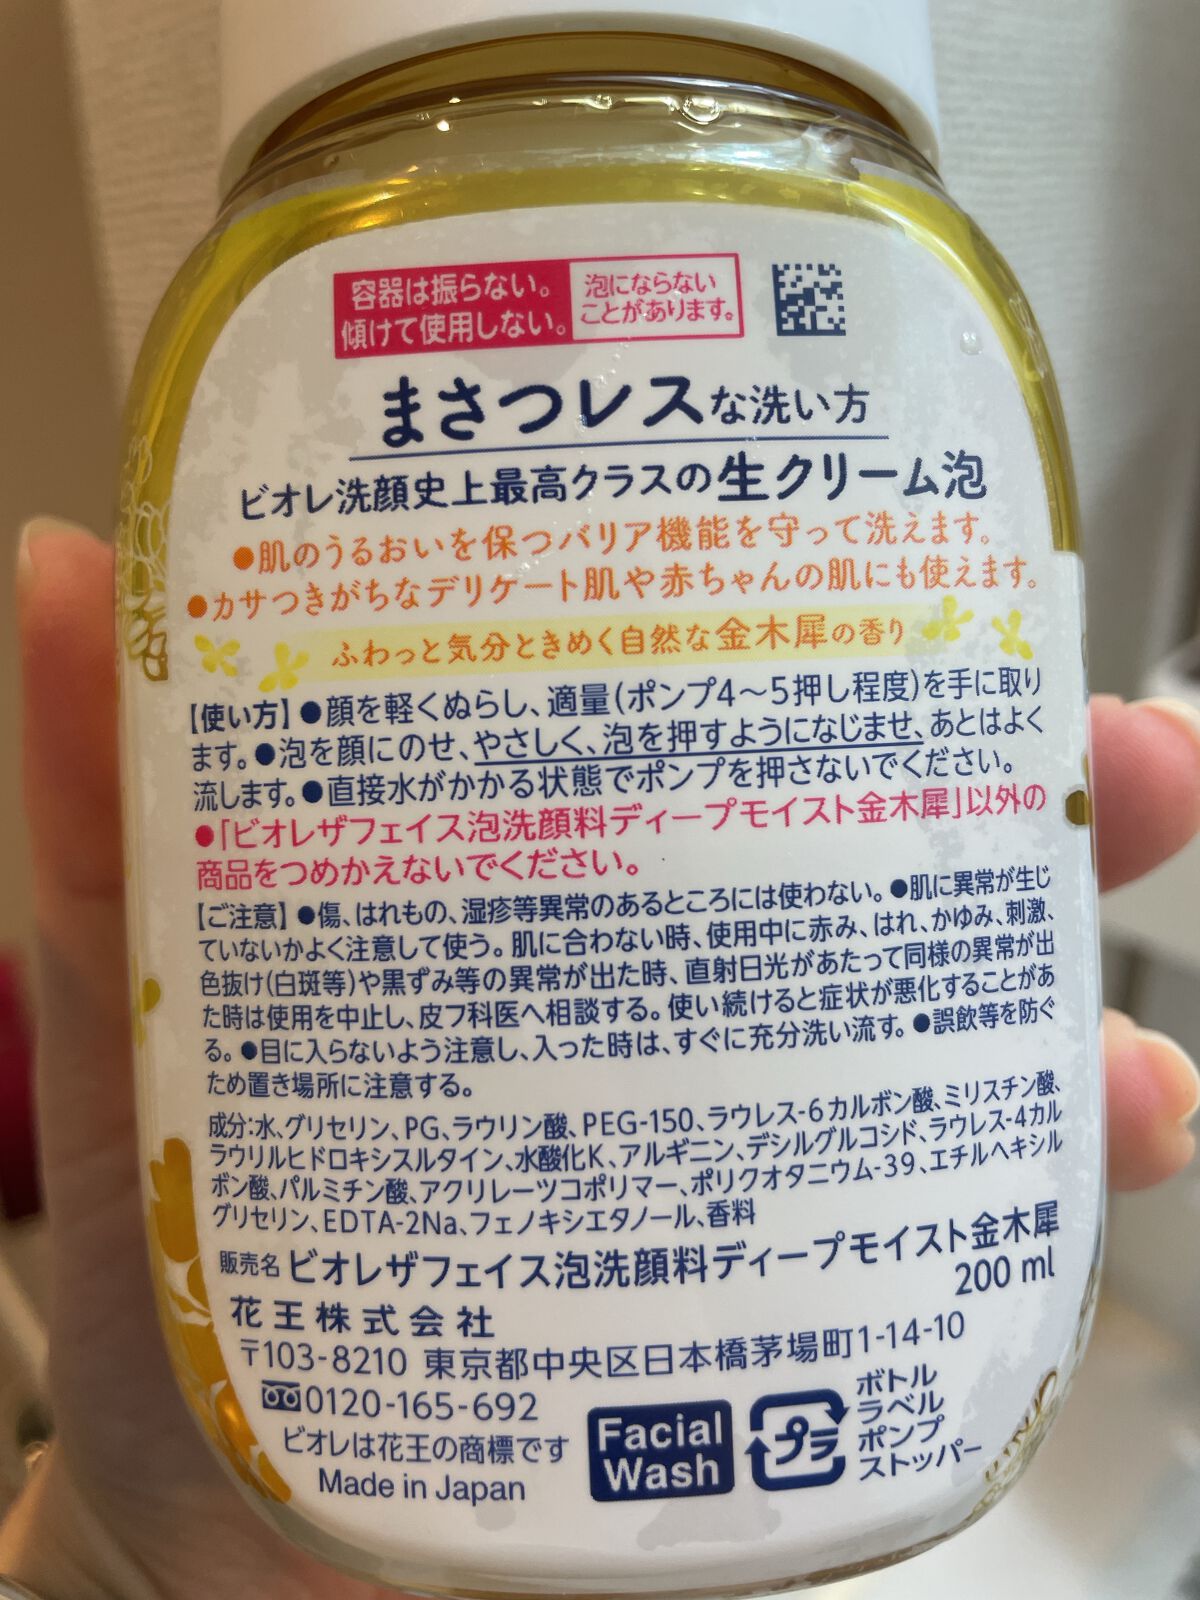 容器は振らない。
傾けて使用しない。
泡にならない
ことがあります。
まさつレスな洗い方
ビオレ洗顔史上最高クラスの生クリーム泡
●肌のうるおいを保つバリア機能を守って洗えます。
●カサつきがちなデリケート肌や赤ちゃんの肌にも使えます。
ふわっと気分ときめく自然な金木犀の香り
【使い方】●顔を軽くぬらし、適量(ポンプ4～5押し程度)を手に取り
ます。●泡を顔にのせ、やさしく、泡を押すようになじませ、あとはよく
流します。●直接水がかかる状態でポンプを押さないでください。
●「ビオレザフェイス泡洗顔料ディープモイスト金木犀」以外の
商品をつめかえないでください。
【ご注意】●傷、はれもの、湿疹等異常のあるところには使わない。●肌に異常が生じ
ていないかよく注意して使う。肌に合わない時、使用中に赤み、はれ、かゆみ、刺激、
色抜け(白斑等)や黒ずみ等の異常が出た時、直射日光があたって同様の異常が出
た時は使用を中止し、皮フ科医へ相談する。使い続けると症状が悪化することがあ
る。●目に入らないよう注意し、入った時は、すぐに充分洗い流す。●誤飲等を防ぐ
ため置き場所に注意する。
成分:水、グリセリン、PG、ラウリン酸、PEG-150、ラウレス-6カルボン酸、ミリスチン酸、
ラウリルヒドロキシスルタイン、水酸化K、アルギニン、デシルグルコシド、ラウレス-4カル
ボン酸、パルミチン酸、アクリレーツコポリマー、ポリクオタニウム-39、エチルヘキシル
グリセリン、EDTA-2Na、フェノキシエタノール、香料
販売名 ビオレザフェイス泡洗顔料ディープモイスト金木犀
200 ml
花王株式会社
〒103-8210 東京都中央区日本橋茅場町1-14-10
0120-165-692
ビオレは花王の商標です
Made in Japan
Facial
Wash
プラ
ボトル
ラベル
ポンプ
ストッパー